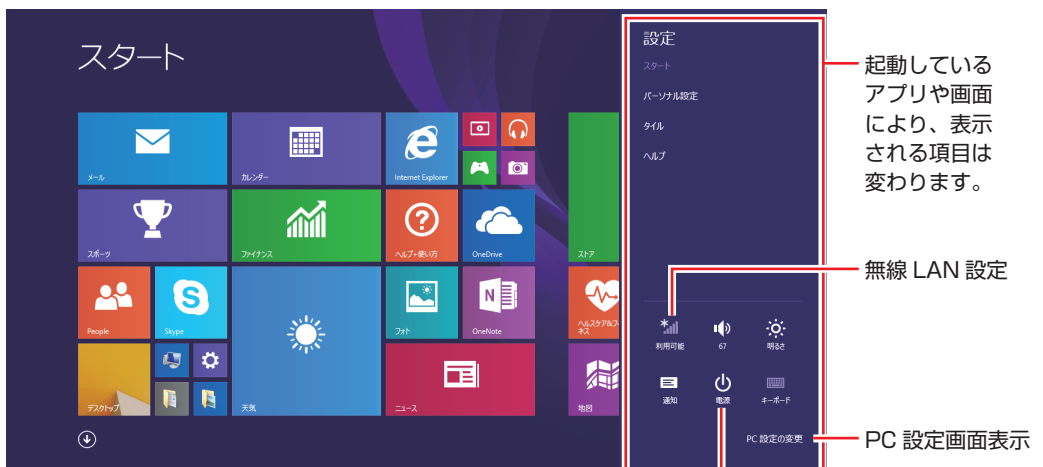 スタート
メール
カレンダー
Internet Explorer
スポーツ
ファイナンス
ヘルプ+使い方
OneDrive
ストア
People
Skype
S
フォト
N
OneNote
ヘルスケア&フィ
ネス
デスクトップ
天気
ニュース
地図
設定
スタート
パーソナル設定
タイル
ヘルプ
利用可能
67
明るさ
通知
電源
キーボード
PC 設定の変更
起動している
アプリや画面
により、表示
される項目は
変わります。
無線 LAN 設定
PC 設定画面表示